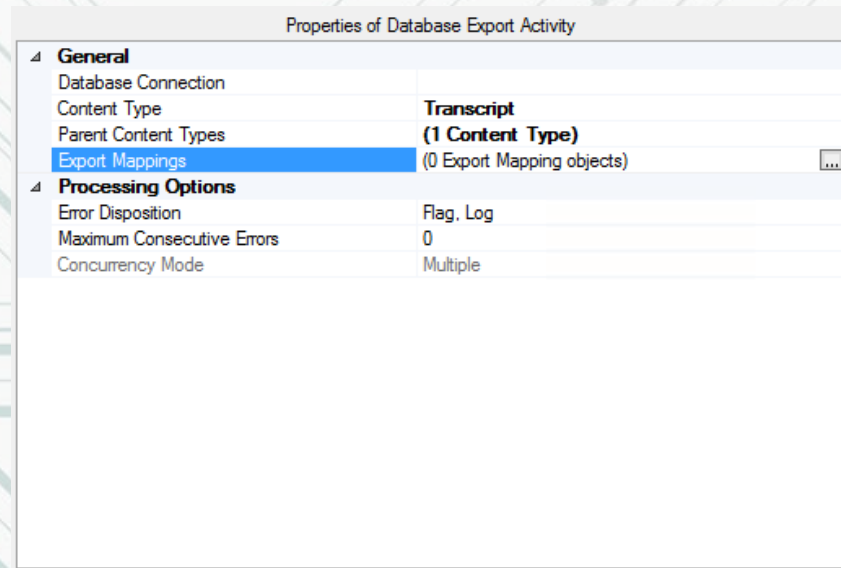 Properties of Database Export Activity
General
Database Connection
Content Type Transcript
Parent Content Types (1 Content Type)
Export Mappings (0 Export Mapping objects) ...
Processing Options
Error Disposition Flag, Log
Maximum Consecutive Errors 0
Concurrency Mode Multiple